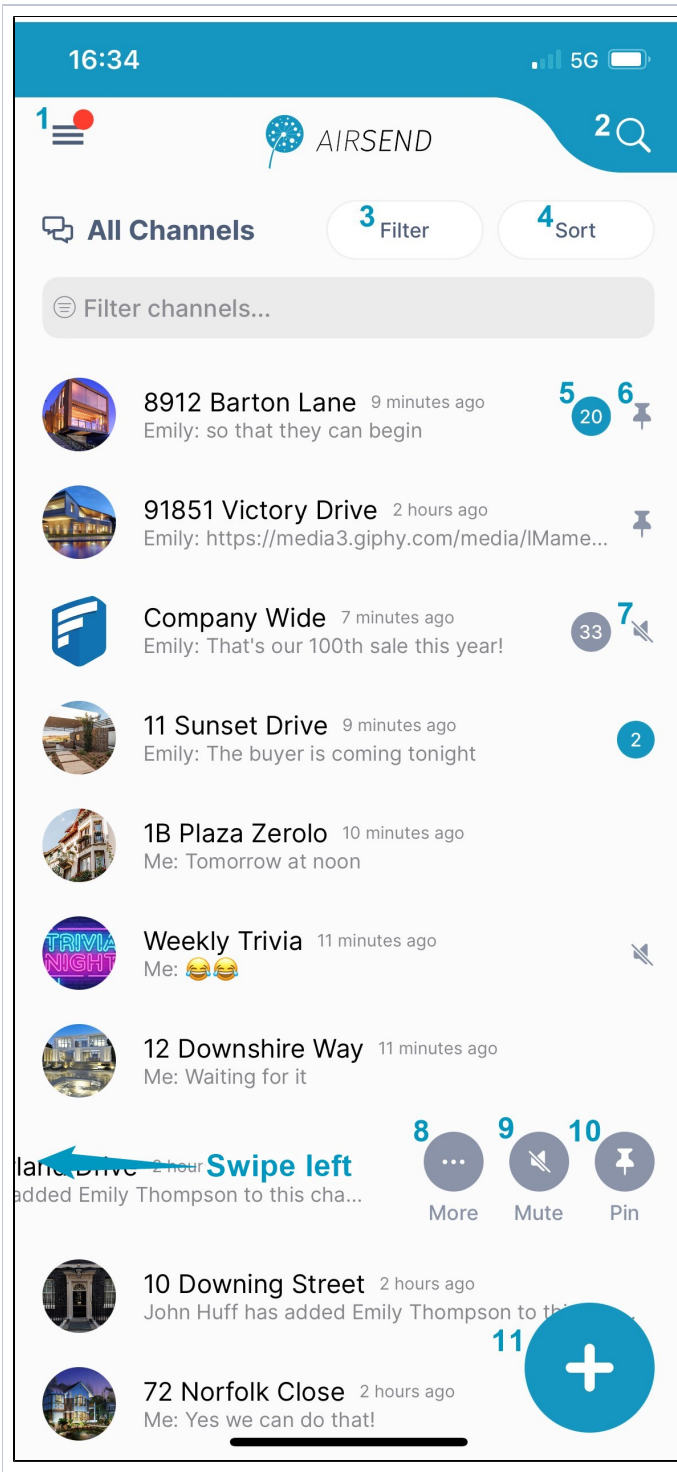 16:34 5G
1 AIRSEND 2
All Channels 3 Filter 4 Sort
Filter channels...
8912 Barton Lane 9 minutes ago 5 20 6
Emily: so that they can begin
91851 Victory Drive 2 hours ago
Emily: https://media3.giphy.com/media/lMame...
Company Wide 7 minutes ago 33 7
Emily: That's our 100th sale this year!
11 Sunset Drive 9 minutes ago 2
Emily: The buyer is coming tonight
1B Plaza Zerolo 10 minutes ago
Me: Tomorrow at noon
TRIVIA
NIGHT
Weekly Trivia 11 minutes ago
Me: 😂😂
12 Downshire Way 11 minutes ago
Me: Waiting for it
8 9 10
Drive 2 hour Swipe left
added Emily Thompson to this cha...
More Mute Pin
10 Downing Street 2 hours ago
John Huff has added Emily Thompson to
11
72 Norfolk Close 2 hours ago
Me: Yes we can do that!